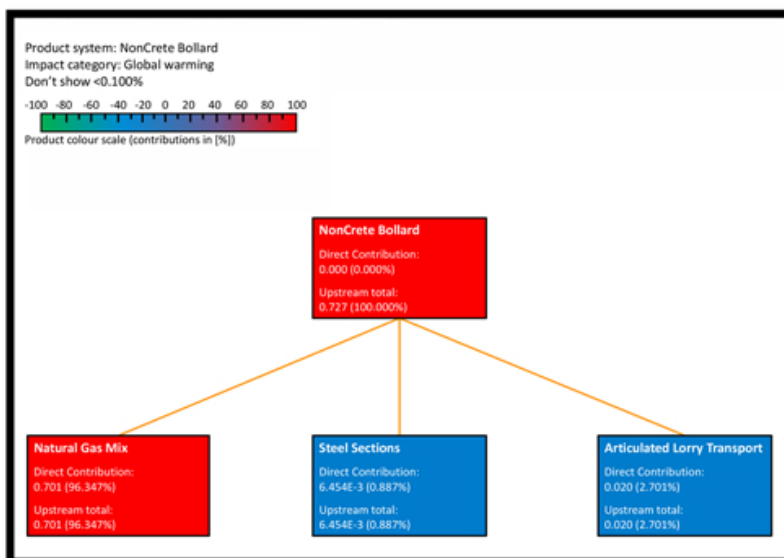 Product system: NonCrete Bollard
Impact category: Global warming
Don't show <0.100%
-100 -80 -60 -40 -20 0 20 40 60 80 100
Product colour scale (contributions in [%])
NonCrete Bollard
Direct Contribution:
0.000 (0.000%)
Upstream total:
0.727 (100.000%)
Natural Gas Mix
Direct Contribution:
0.701 (96.347%)
Upstream total:
0.701 (96.347%)
Steel Sections
Direct Contribution:
6.454E-3 (0.887%)
Upstream total:
6.454E-3 (0.887%)
Articulated Lorry Transport
Direct Contribution:
0.020 (2.701%)
Upstream total:
0.020 (2.701%)